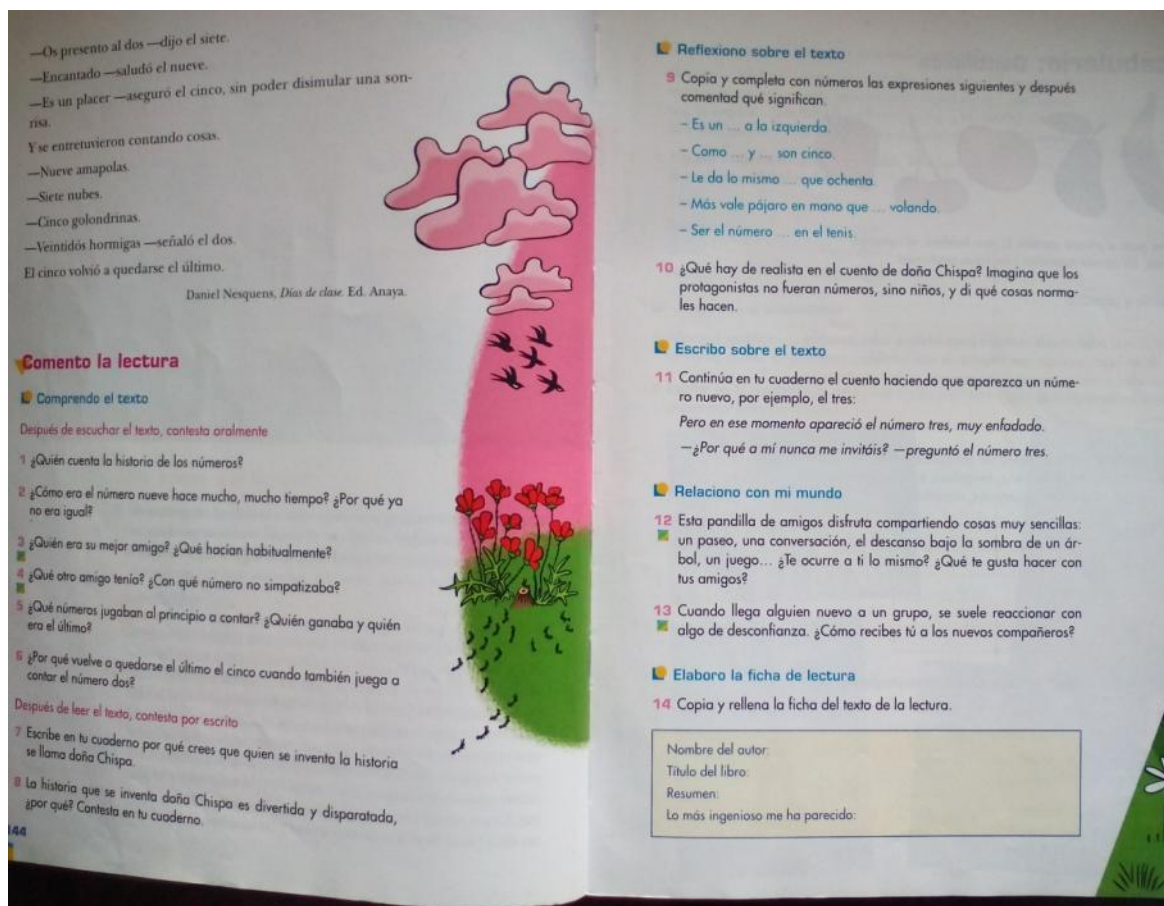 —Os presento al dos —dijo el siete.
—Encantado —saludó el nueve.
—Es un placer —aseguró el cinco, sin poder disimular una son-
risa.
Y se entretuvieron contando cosas.
—Nueve amapolas.
—Siete nubes.
—Cinco golondrinas.
—Veintidós hormigas —señaló el dos.
El cinco volvió a quedarse el último.
Daniel Nesquens, Días de clase. Ed. Anaya.
Comento la lectura
Comprendo el texto
Después de escuchar el texto, contesta oralmente
1 ¿Quién cuenta la historia de los números?
2 ¿Cómo era el número nueve hace mucho, mucho tiempo? ¿Por qué ya
no era igual?
3 ¿Quién era su mejor amigo? ¿Qué hacían habitualmente?
4 ¿Qué otro amigo tenía? ¿Con qué número no simpatizaba?
5 ¿Qué números jugaban al principio a contar? ¿Quién ganaba y quién
era el último?
6 ¿Por qué vuelve a quedarse el último el cinco cuando también juega a
contar el número dos?
Después de leer el texto, contesta por escrito
7 Escribe en tu cuaderno por qué crees que quien se inventa la historia
se llama doña Chispa.
8 La historia que se inventa doña Chispa es divertida y disparatada,
¿por qué? Contesta en tu cuaderno.
44
Reflexiono sobre el texto
9 Copia y completa con números las expresiones siguientes y después
comentad qué significan.
– Es un ... a la izquierda.
– Como ... y ... son cinco.
– Le da lo mismo ... que ochenta.
– Más vale pájaro en mano que ... volando.
– Ser el número ... en el tenis.
10 ¿Qué hay de realista en el cuento de doña Chispa? Imagina que los
protagonistas no fueran números, sino niños, y di qué cosas norma-
les hacen.
Escribo sobre el texto
11 Continúa en tu cuaderno el cuento haciendo que aparezca un núme-
ro nuevo, por ejemplo, el tres:
Pero en ese momento apareció el número tres, muy enfadado.
—¿Por qué a mí nunca me invitáis? —preguntó el número tres.
Relaciono con mi mundo
12 Esta pandilla de amigos disfruta compartiendo cosas muy sencillas:
un paseo, una conversación, el descanso bajo la sombra de un ár-
bol, un juego... ¿Te ocurre a ti lo mismo? ¿Qué te gusta hacer con
tus amigos?
13 Cuando llega alguien nuevo a un grupo, se suele reaccionar con
algo de desconfianza. ¿Cómo recibes tú a los nuevos compañeros?
Elaboro la ficha de lectura
14 Copia y rellena la ficha del texto de la lectura.
Nombre del autor:
Título del libro:
Resumen:
Lo más ingenioso me ha parecido: